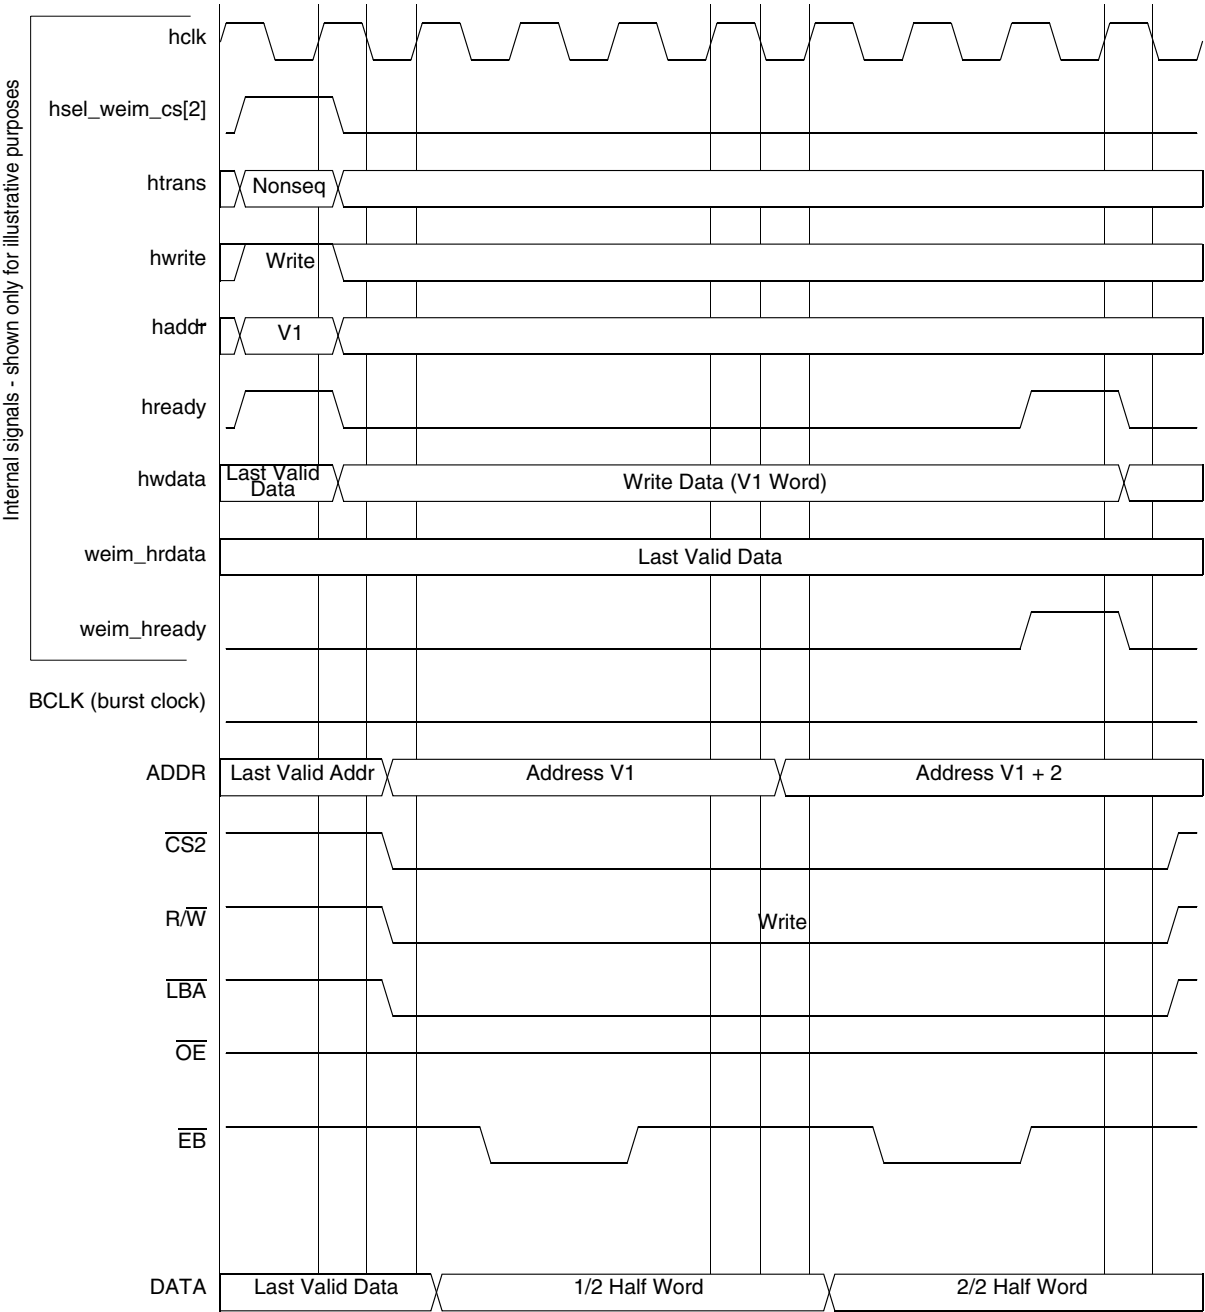 Internal signals - shown only for illustrative purposes
hclk
hsel_weim_cs[2]
htrans
Nonseq
hwrite
Write
haddr
V1
hready
hwdata
Last Valid
Data
Write Data (V1 Word)
weim_hrdata
Last Valid Data
weim_hready
BCLK (burst clock)
ADDR
Last Valid Addr
Address V1
Address V1 + 2
CS2
R/W
Write
LBA
OE
EB
DATA
Last Valid Data
1/2 Half Word
2/2 Half Word